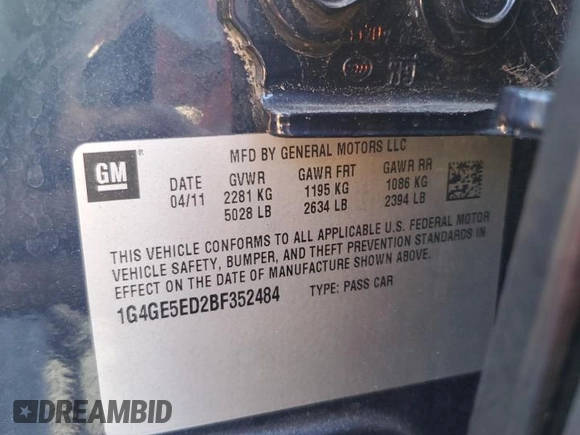 GM
®
MFD BY GENERAL MOTORS LLC
DATE GVWR GAWR FRT GAWR RR
04/11 2281 KG 1195 KG 1086 KG
5028 LB 2634 LB 2394 LB
THIS VEHICLE CONFORMS TO ALL APPLICABLE U.S. FEDERAL MOTOR
VEHICLE SAFETY, BUMPER, AND THEFT PREVENTION STANDARDS IN
EFFECT ON THE DATE OF MANUFACTURE SHOWN ABOVE.
1G4GE5ED2BF352484 TYPE: PASS CAR
DREAMBID